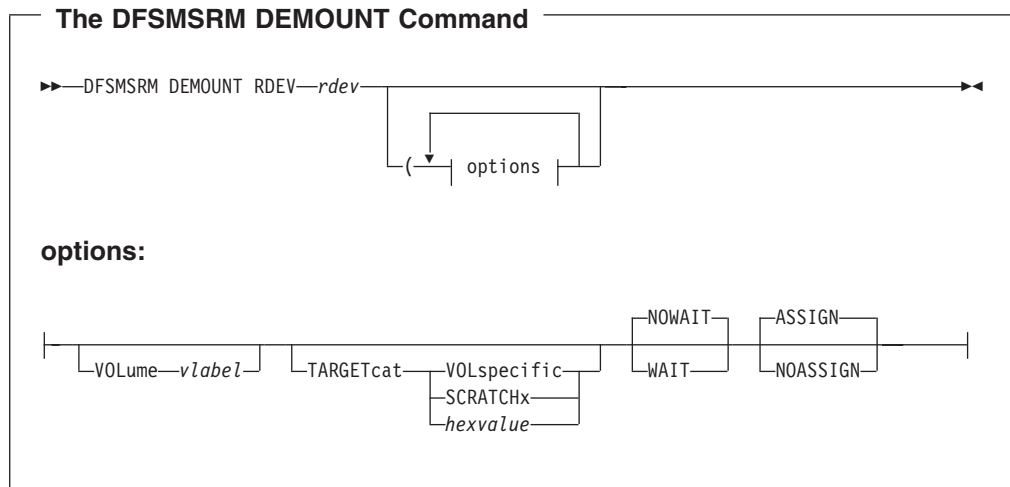 The DFSMSRM DEMOUNT Command
DFSMSRM DEMOUNT RDEV rdev
( options
options:
NOWAIT ASSIGN
VOLume vlabel TARGETcat VOLspecific WAIT NOASSIGN
SCRATCHx
hexvalue